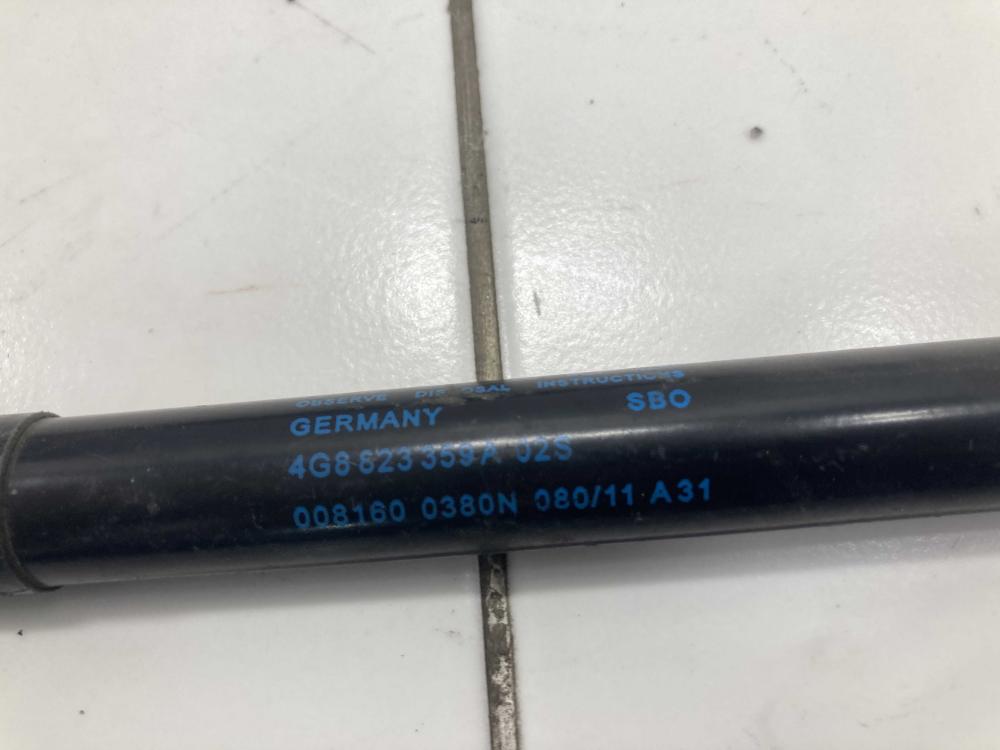 OBSERVE DISPOSAL INSTRUCTIONS
GERMANY SBO
4G8 823 359 A 02S
008160 0380N 080/11 A31